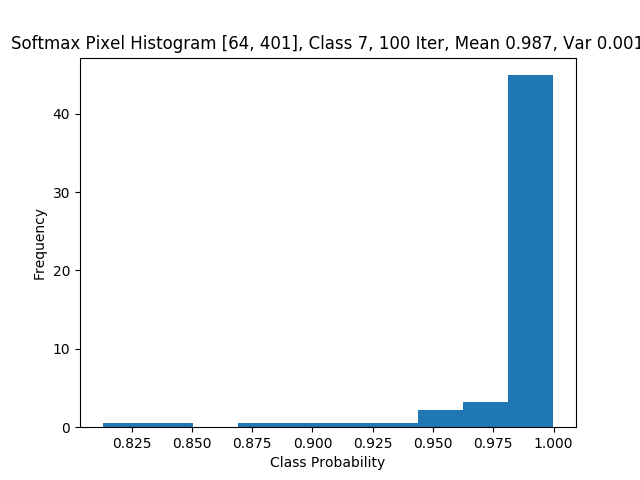 Softmax Pixel Histogram [64, 401], Class 7, 100 Iter, Mean 0.987, Var 0.001
40
30
20
10
0
Frequency
0.825 0.850 0.875 0.900 0.925 0.950 0.975 1.000
Class Probability